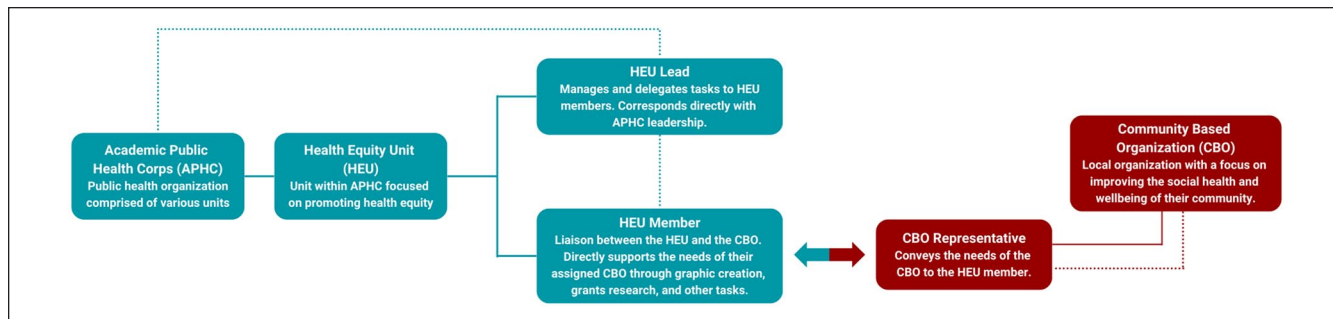 Academic Public
Health Corps (APHC)
Public health organization
comprised of various units
Health Equity Unit
(HEU)
Unit within APHC focused
on promoting health equity
HEU Lead
Manages and delegates tasks to HEU
members. Corresponds directly with
APHC leadership.
HEU Member
Liaison between the HEU and the CBO.
Directly supports the needs of their
assigned CBO through graphic creation,
grants research, and other tasks.
CBO Representative
Conveys the needs of the
CBO to the HEU member.
Community Based
Organization (CBO)
Local organization with a focus on
improving the social health and
wellbeing of their community.